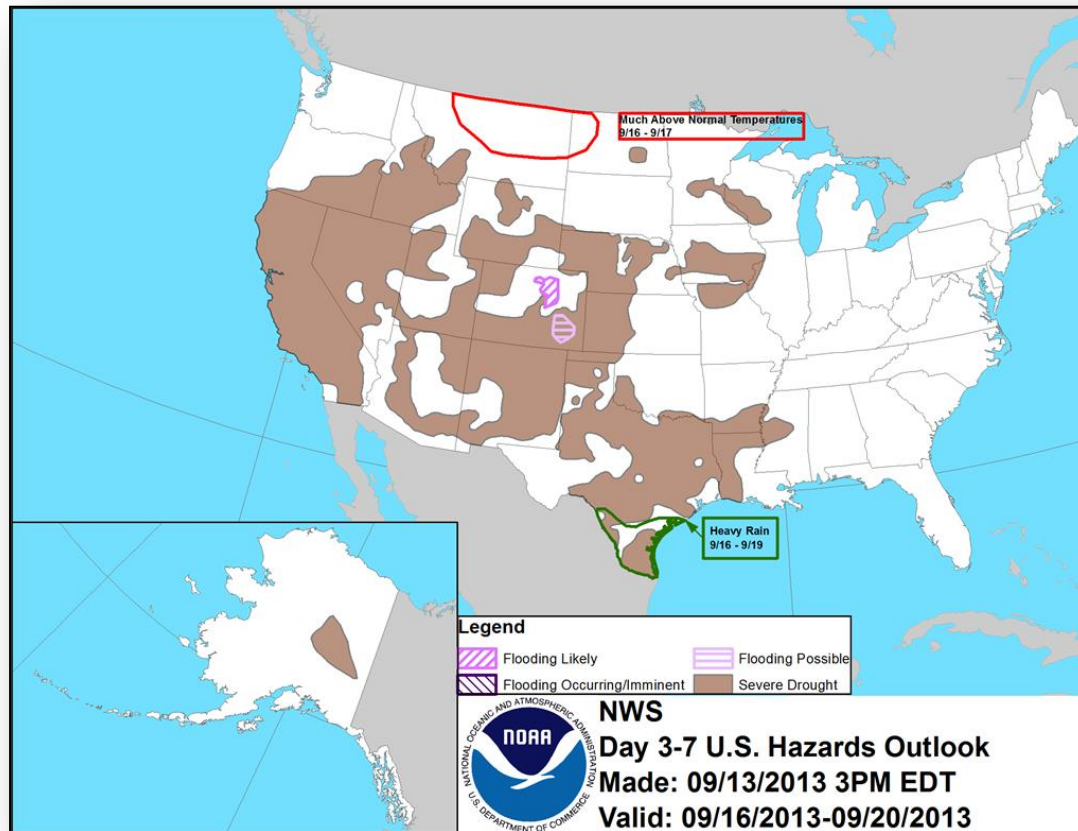 Much Above Normal Temperatures
9/16 - 9/17
Heavy Rain
9/16 - 9/19
Legend
Flooding Likely
Flooding Possible
Flooding Occurring/Imminent
Severe Drought
NATIONAL OCEANIC AND ATMOSPHERIC ADMINISTRATION
NOAA
U.S. DEPARTMENT OF COMMERCE
NWS
Day 3-7 U.S. Hazards Outlook
Made: 09/13/2013 3PM EDT
Valid: 09/16/2013-09/20/2013